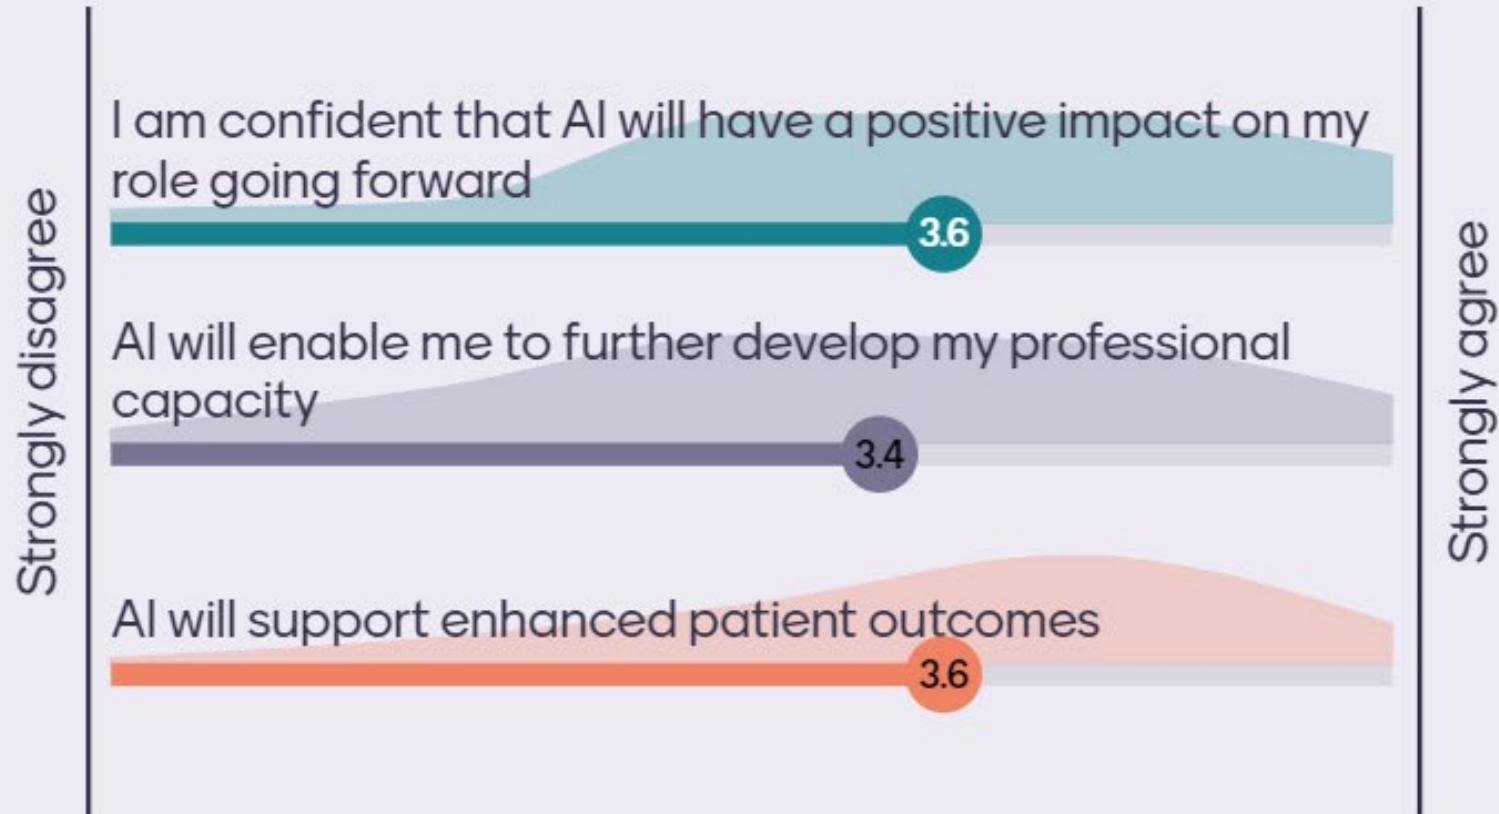 Strongly disagree
I am confident that AI will have a positive impact on my
role going forward
3.6
AI will enable me to further develop my professional
capacity
3.4
AI will support enhanced patient outcomes
3.6
Strongly agree